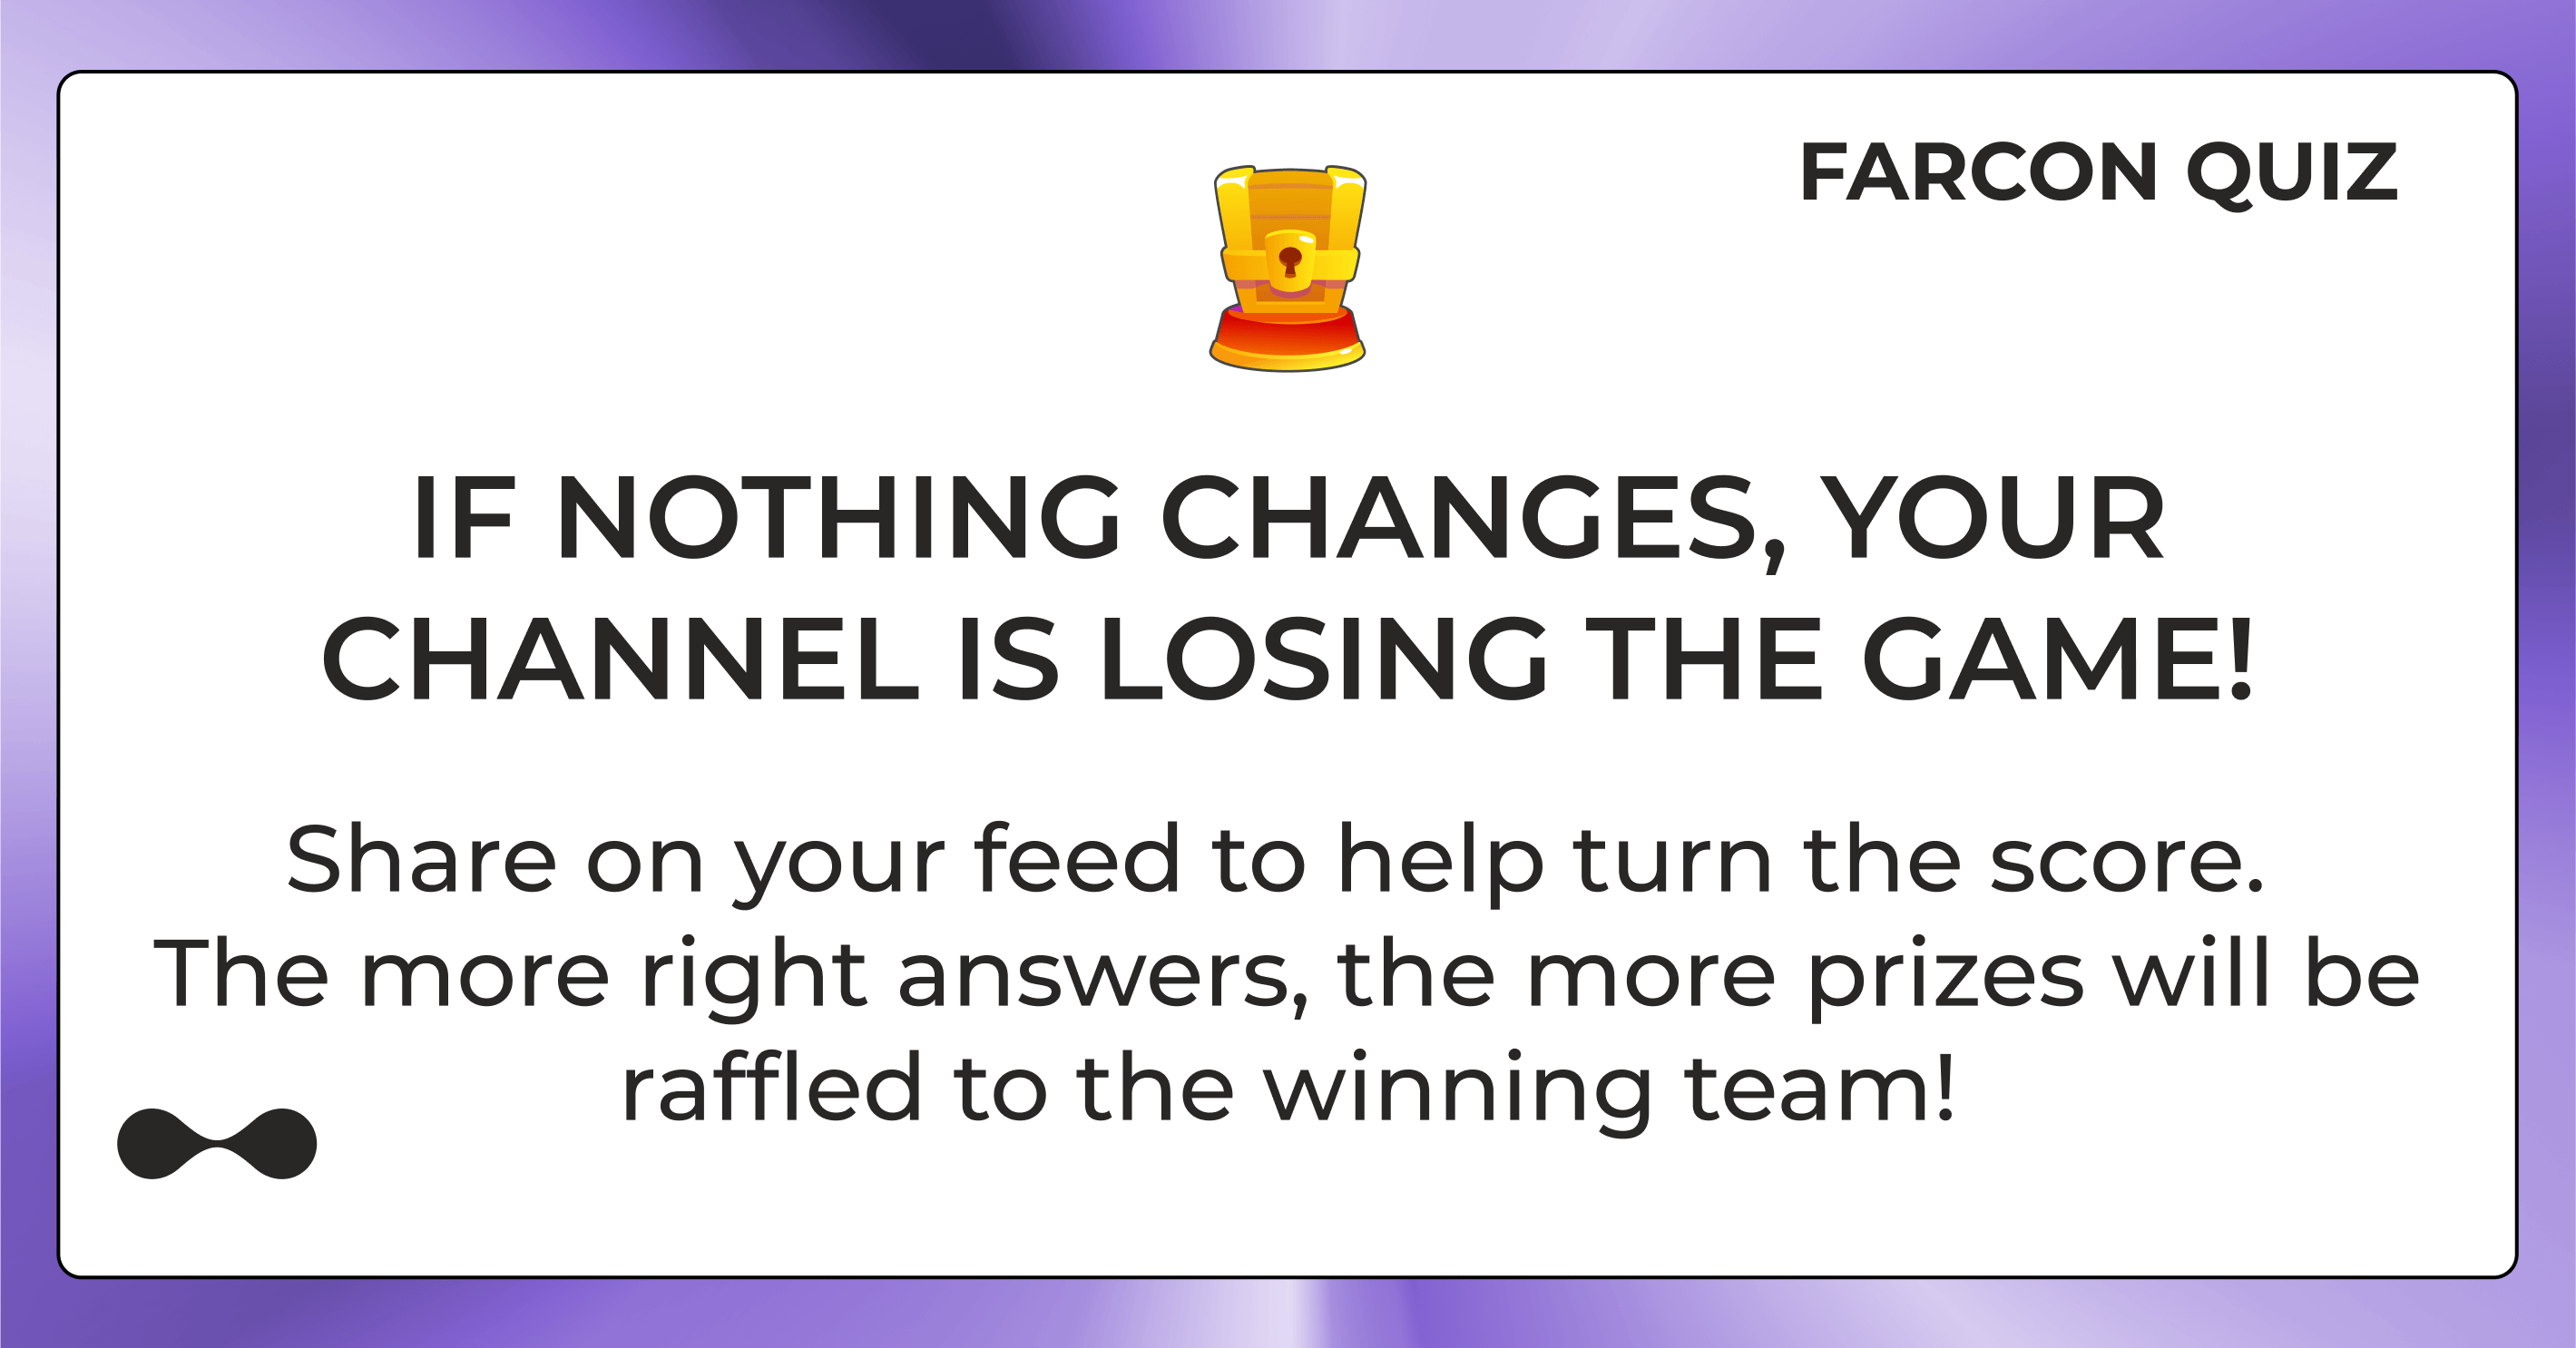 FARCON QUIZ
IF NOTHING CHANGES, YOUR
CHANNEL IS LOSING THE GAME!
Share on your feed to help turn the score.
The more right answers, the more prizes will be
raffled to the winning team!